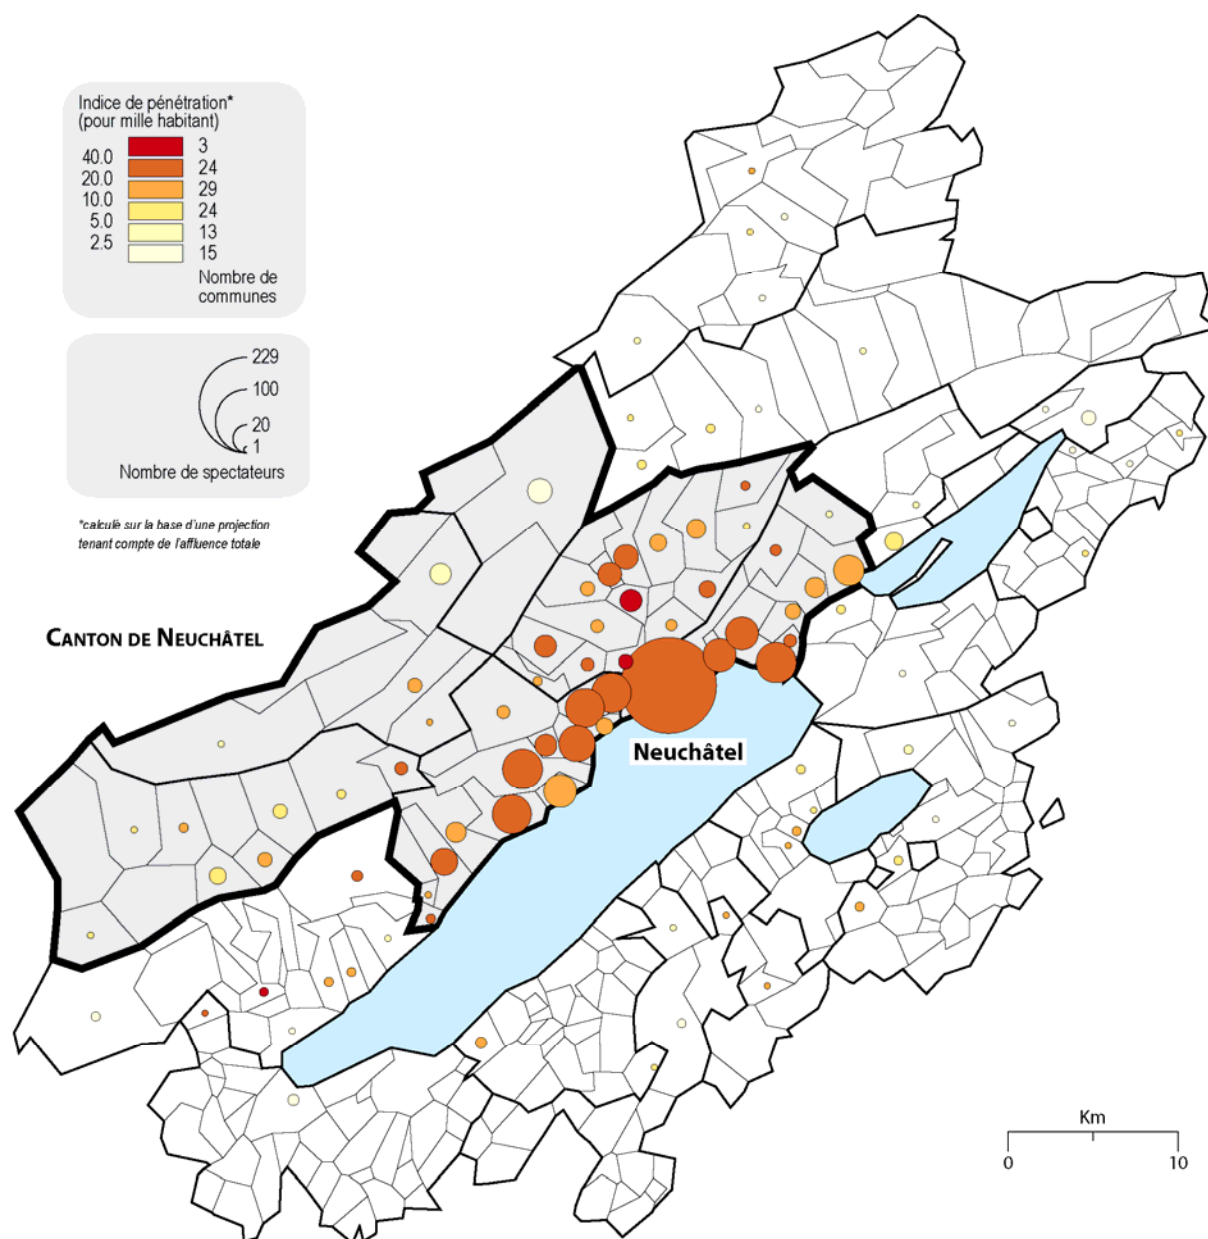 Indice de pénétration*
(pour mille habitant)
3
40.0
24
20.0
29
10.0
24
5.0
13
2.5
15
Nombre de
communes
229
100
20
1
Nombre de spectateurs
*calculé sur la base d'une projection
tenant compte de l'affluence totale
CANTON DE NEUCHÂTEL
Neuchâtel
Km
0 10